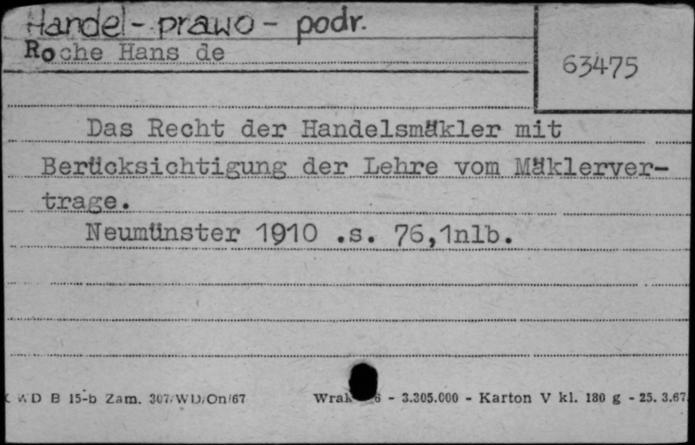 Handel - prawo - podr.
Roche Hans de
63475
Das Recht der Handelsmäkler mit
Berücksichtigung der Lehre vom Mäklerver-
trage.
Neumünster 1910 .s. 76,1nlb.
WD B 15-b Zam. 307/WD/On/67 - 3.305.000 - Karton V kl. 180 g - 25. 3.67